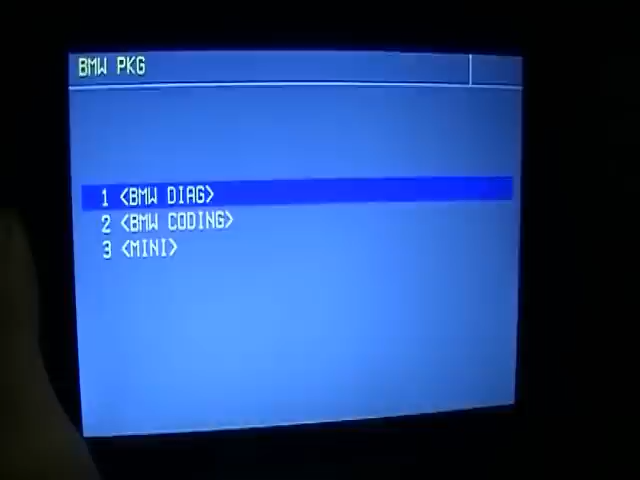 BMW PKG
1 <BMW DIAG>
2 <BMW CODING>
3 <MINI>